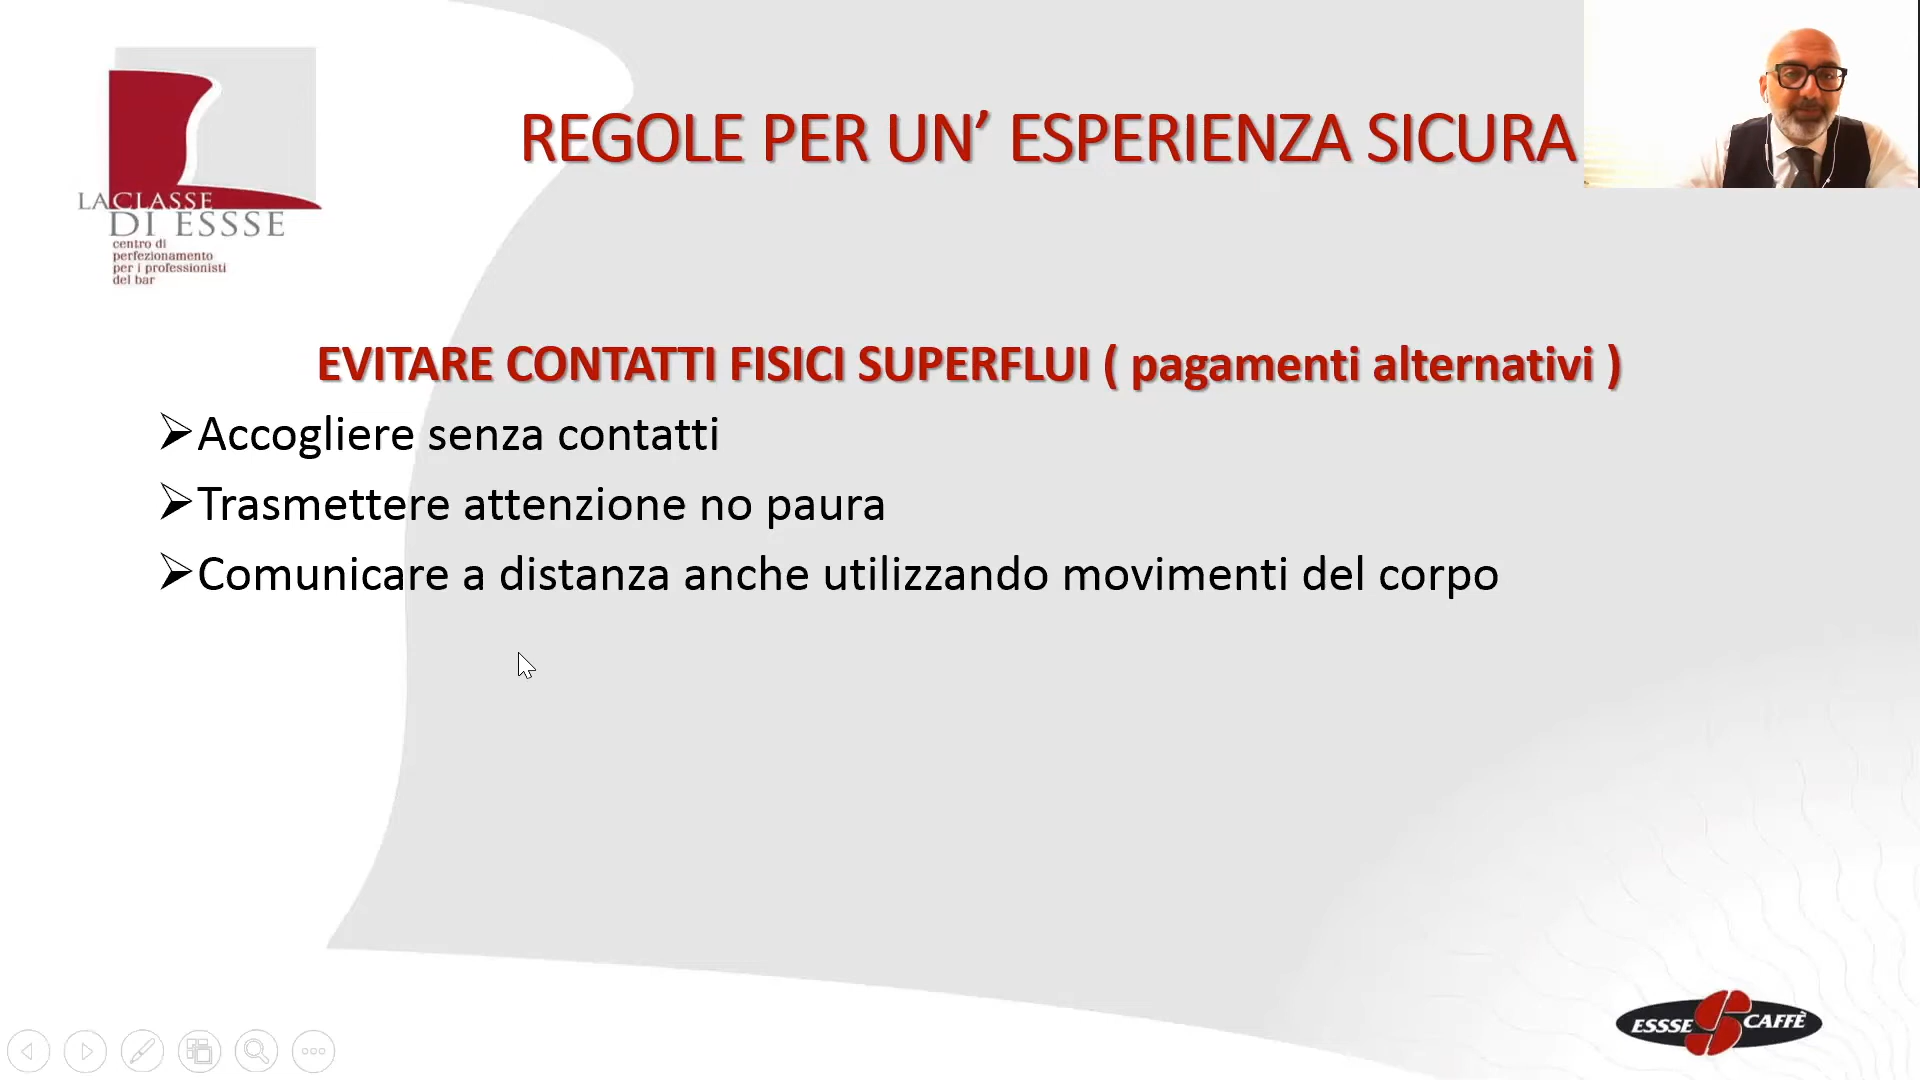 LA CLASSE
DI ESSSE
centro di
perfezionamento
per i professionisti
del bar
REGOLE PER UN’ ESPERIENZA SICURA
EVITARE CONTATTI FISICI SUPERFLUI ( pagamenti alternativi )
Accogliere senza contatti
Trasmettere attenzione no paura
Comunicare a distanza anche utilizzando movimenti del corpo
ESSSE CAFFÈ